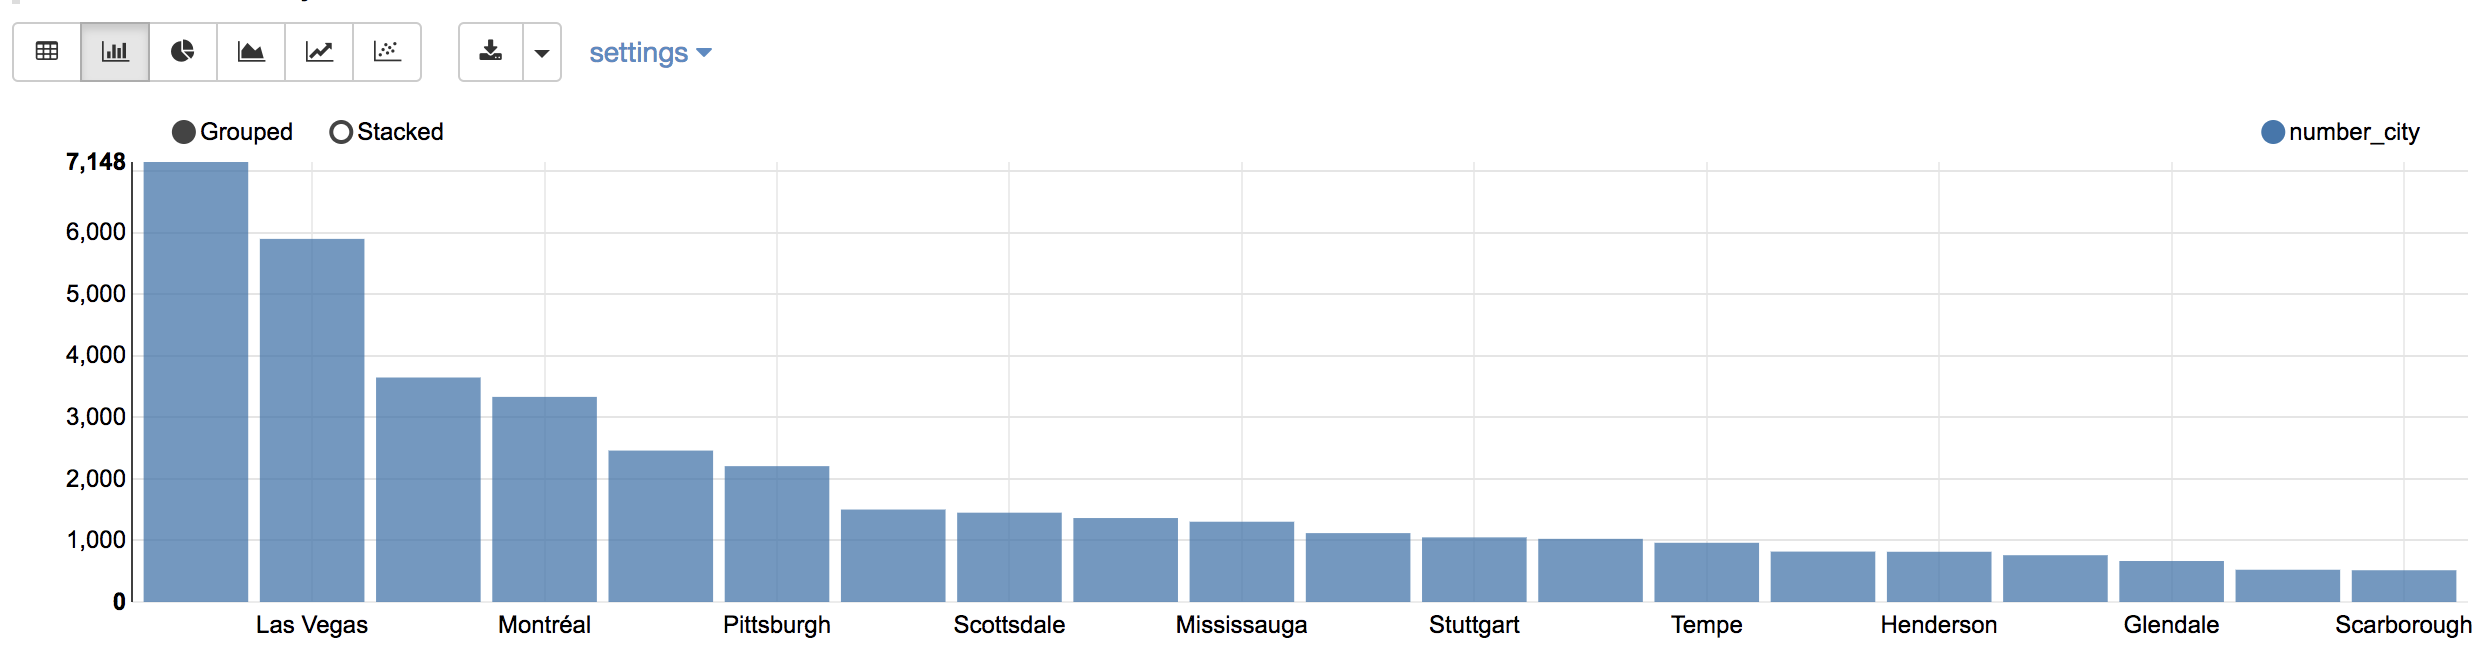 settings
Grouped Stacked number_city
7,148
6,000
5,000
4,000
3,000
2,000
1,000
0
Las Vegas Montréal Pittsburgh Scottsdale Mississauga Stuttgart Tempe Henderson Glendale Scarborough